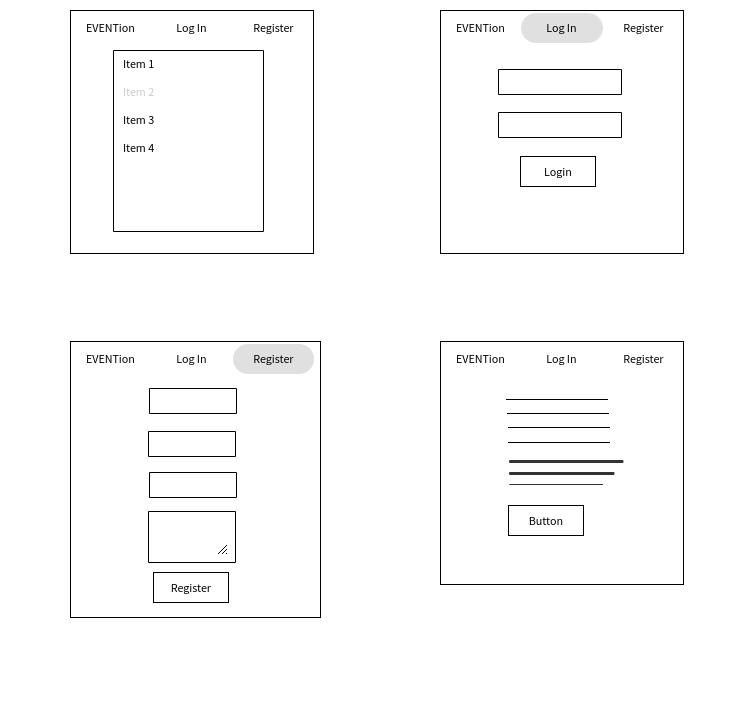 EVENTion Log In Register
Item 1
Item 2
Item 3
Item 4
EVENTion Log In Register
Login
EVENTion Log In Register
Register
EVENTion Log In Register
Button